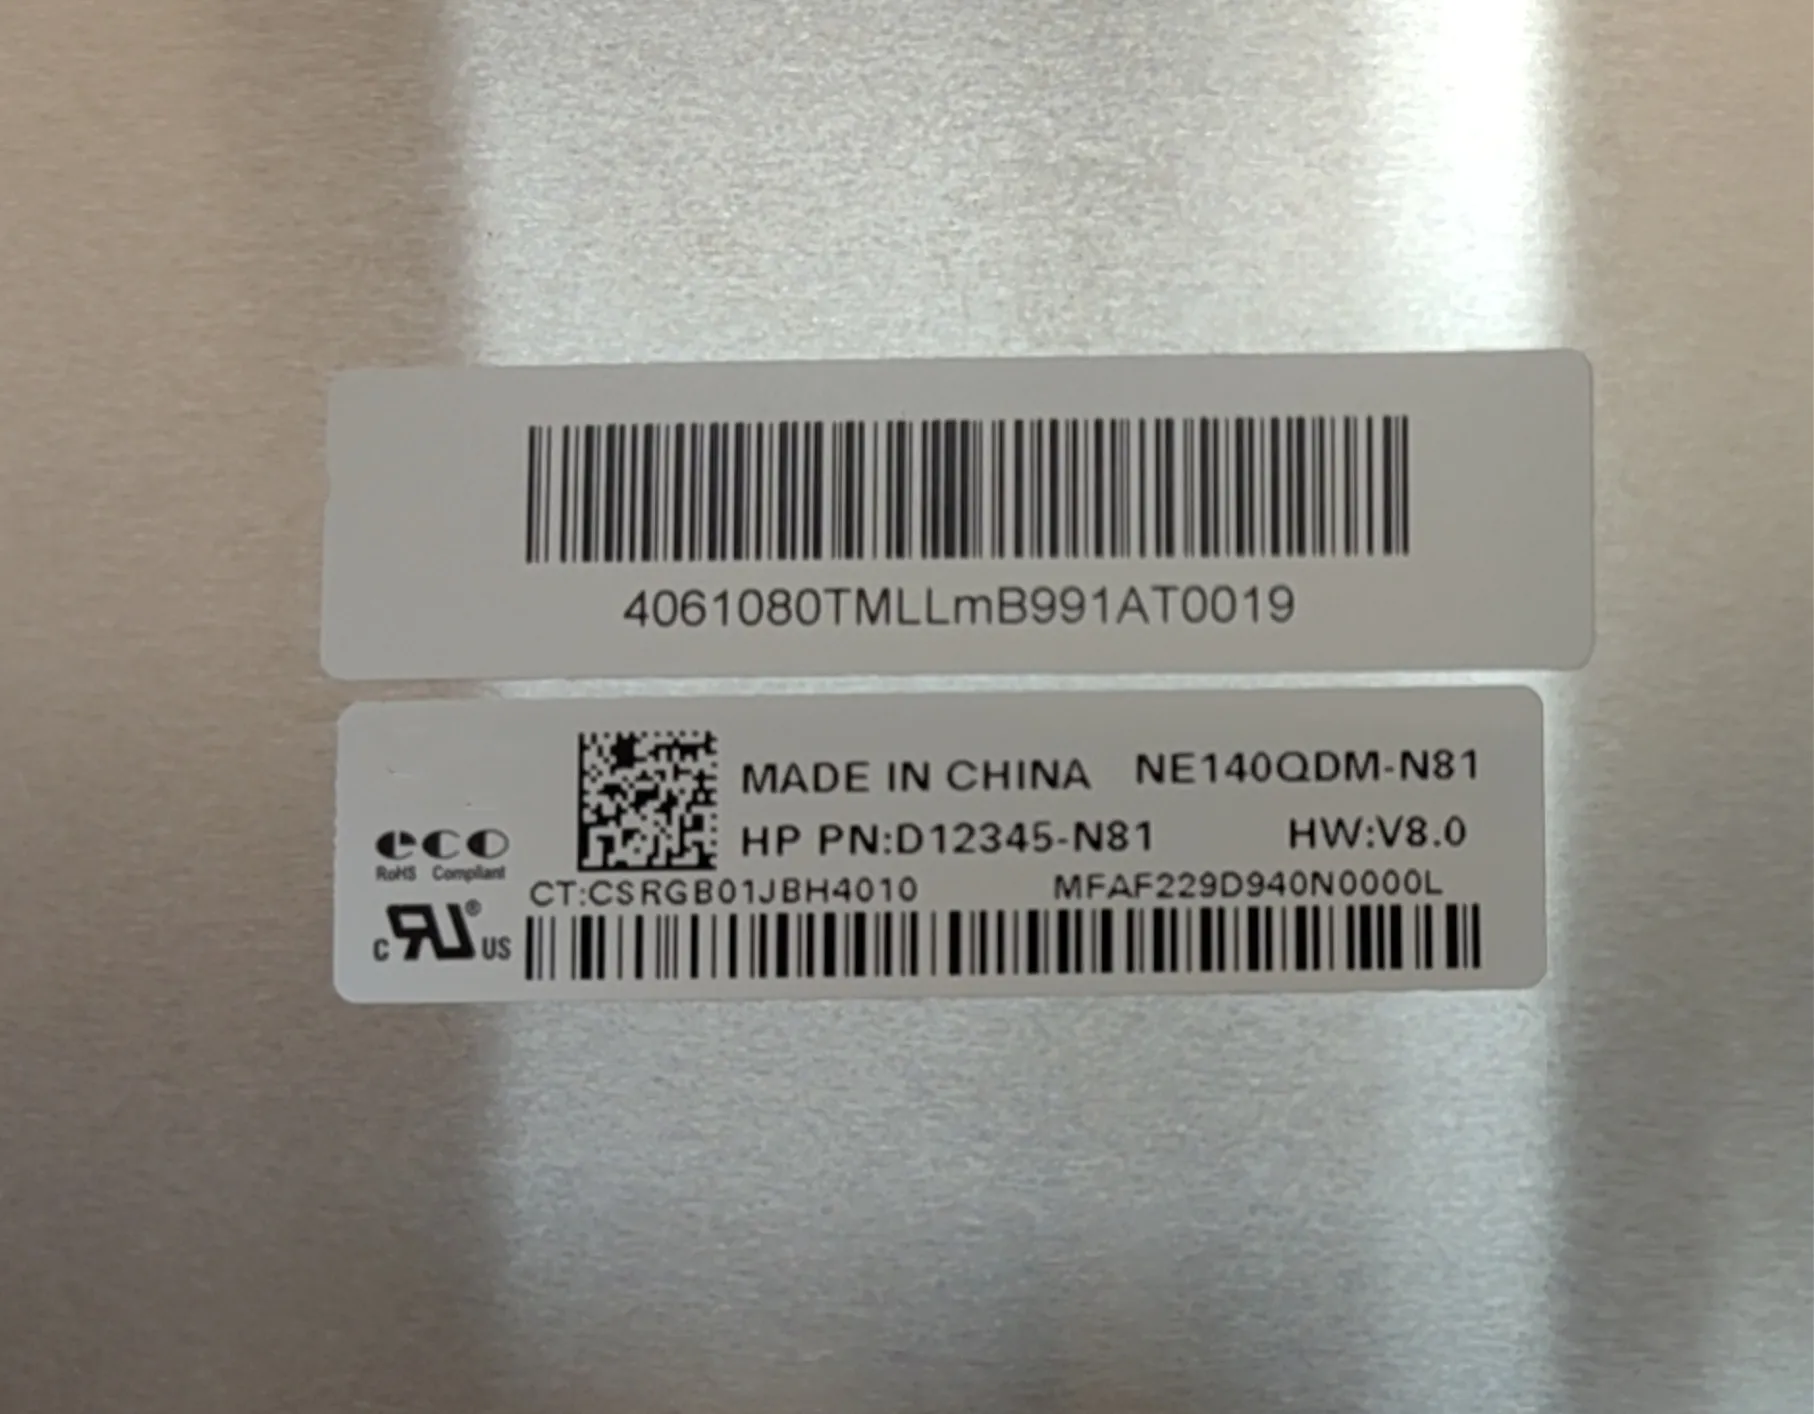 4061080TMLLmB991AT0019
MADE IN CHINA NE140QDM-N81
HP PN:D12345-N81 HW:V8.0
eco
RoHS Compliant
CT:CSRGB01JBH4010 MFAF229D940N0000L
c RU ® US